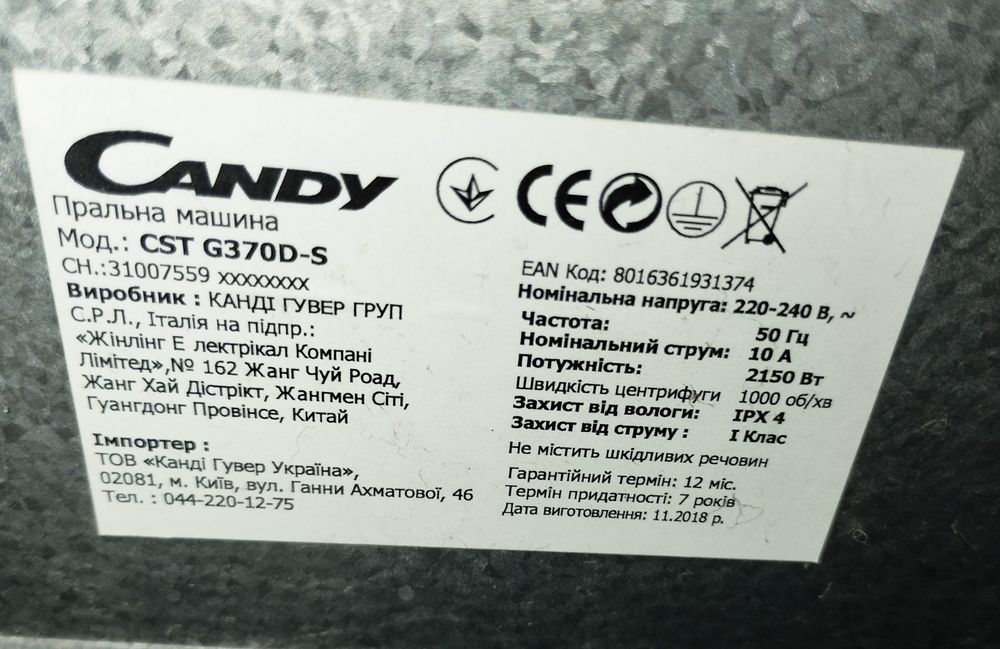 CANDY
Пральна машина
Мод.: CST G370D-S
СН.:31007559 xxxxxxxx
Виробник : КАНДІ ГУВЕР ГРУП
С.Р.Л., Італія на підпр.:
«Жінлінг Е лектрікал Компані
Лімітед»,№ 162 Жанг Чуй Роад,
Жанг Хай Дістрікт, Жангмен Сіті,
Гуангдонг Провінсе, Китай
Імпортер :
ТОВ «Канді Гувер Україна»,
02081, м. Київ, вул. Ганни Ахматової, 46
Тел. : 044-220-12-75
CE
EAN Код: 8016361931374
Номінальна напруга: 220-240 В, ~
Частота: 50 Гц
Номінальний струм: 10 А
Потужність: 2150 Вт
Швидкість центрифуги 1000 об/хв
Захист від вологи: IPX 4
Захист від струму : I Клас
Не містить шкідливих речовин
Гарантійний термін: 12 міс.
Термін придатності: 7 років
Дата виготовлення: 11.2018 р.